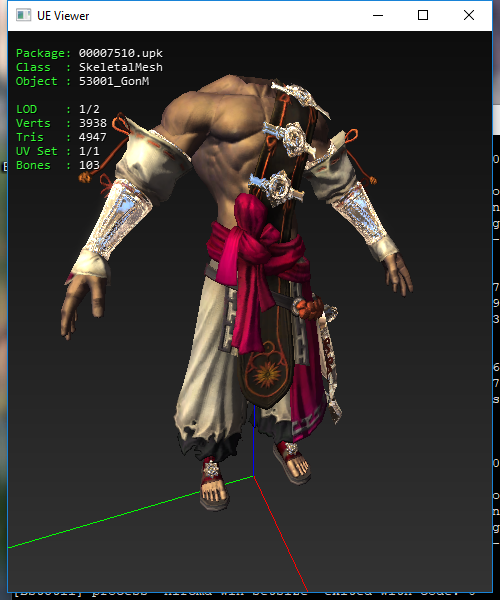 UE Viewer
Package: 00007510.upk
Class : SkeletalMesh
Object : 53001_GonM
LOD : 1/2
Verts : 3938
Tris : 4947
UV Set : 1/1
Bones : 103